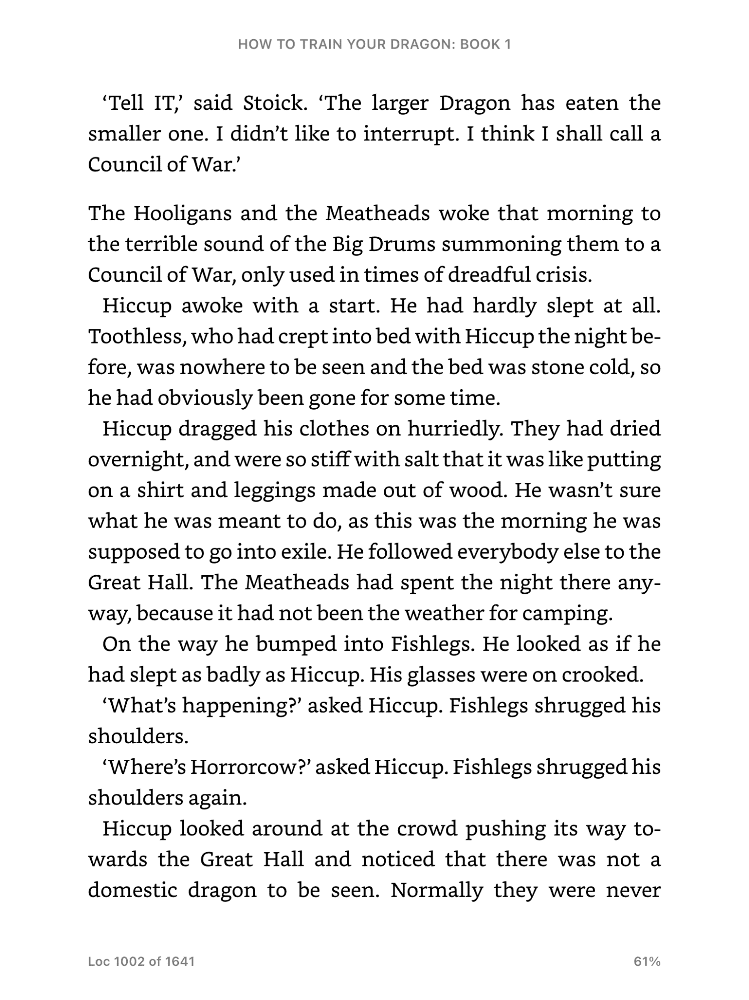 HOW TO TRAIN YOUR DRAGON: BOOK 1
‘Tell IT,’ said Stoick. ‘The larger Dragon has eaten the
smaller one. I didn’t like to interrupt. I think I shall call a
Council of War.’
The Hooligans and the Meatheads woke that morning to
the terrible sound of the Big Drums summoning them to a
Council of War, only used in times of dreadful crisis.
Hiccup awoke with a start. He had hardly slept at all.
Toothless, who had crept into bed with Hiccup the night be-
fore, was nowhere to be seen and the bed was stone cold, so
he had obviously been gone for some time.
Hiccup dragged his clothes on hurriedly. They had dried
overnight, and were so stiff with salt that it was like putting
on a shirt and leggings made out of wood. He wasn’t sure
what he was meant to do, as this was the morning he was
supposed to go into exile. He followed everybody else to the
Great Hall. The Meatheads had spent the night there any-
way, because it had not been the weather for camping.
On the way he bumped into Fishlegs. He looked as if he
had slept as badly as Hiccup. His glasses were on crooked.
‘What’s happening?’ asked Hiccup. Fishlegs shrugged his
shoulders.
‘Where’s Horrorcow?’ asked Hiccup. Fishlegs shrugged his
shoulders again.
Hiccup looked around at the crowd pushing its way to-
wards the Great Hall and noticed that there was not a
domestic dragon to be seen. Normally they were never
Loc 1002 of 1641
61%